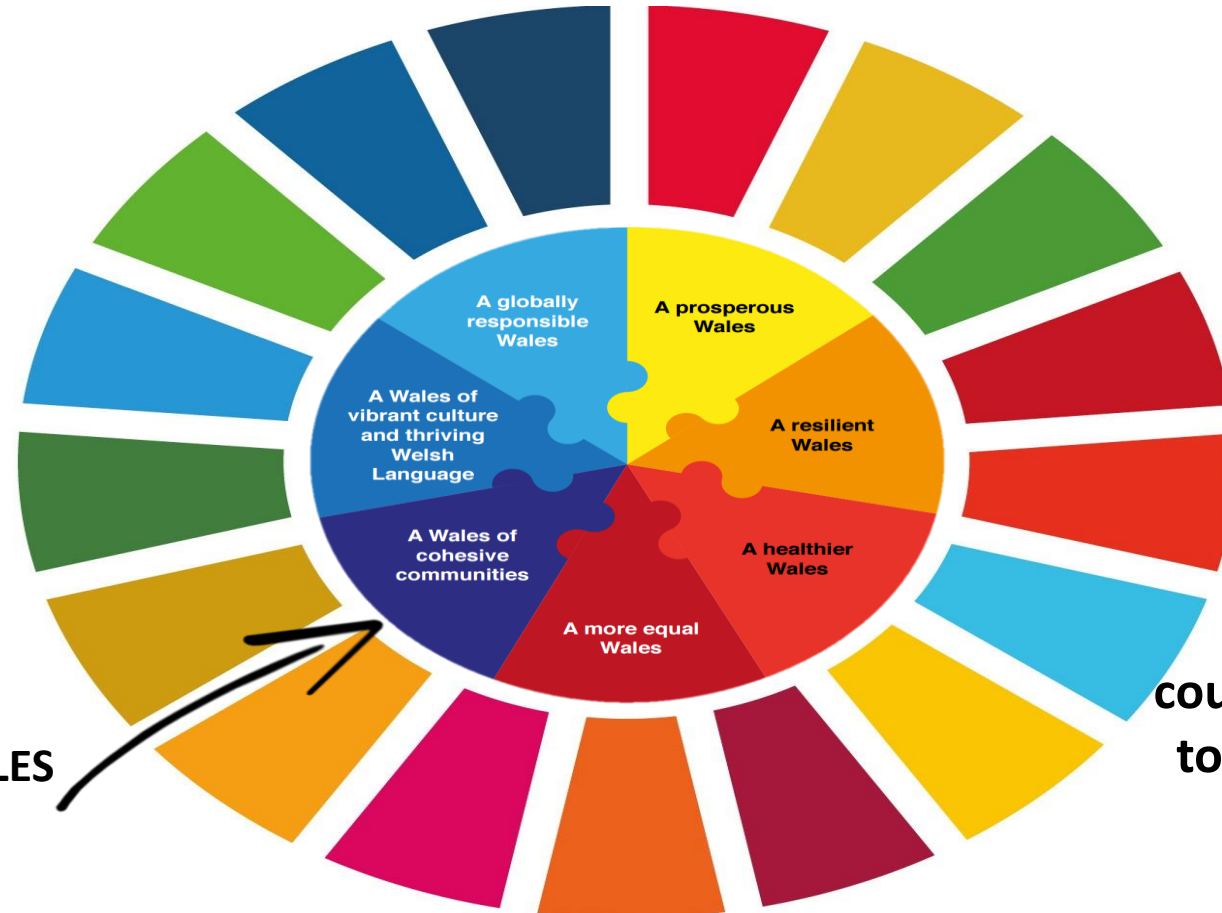 A globally
responsible
Wales
A prosperous
Wales
A Wales of
vibrant culture
and thriving
Welsh
Language
A resilient
Wales
A Wales of
cohesive
communities
A healthier
Wales
A more equal
Wales
LES
cou
to